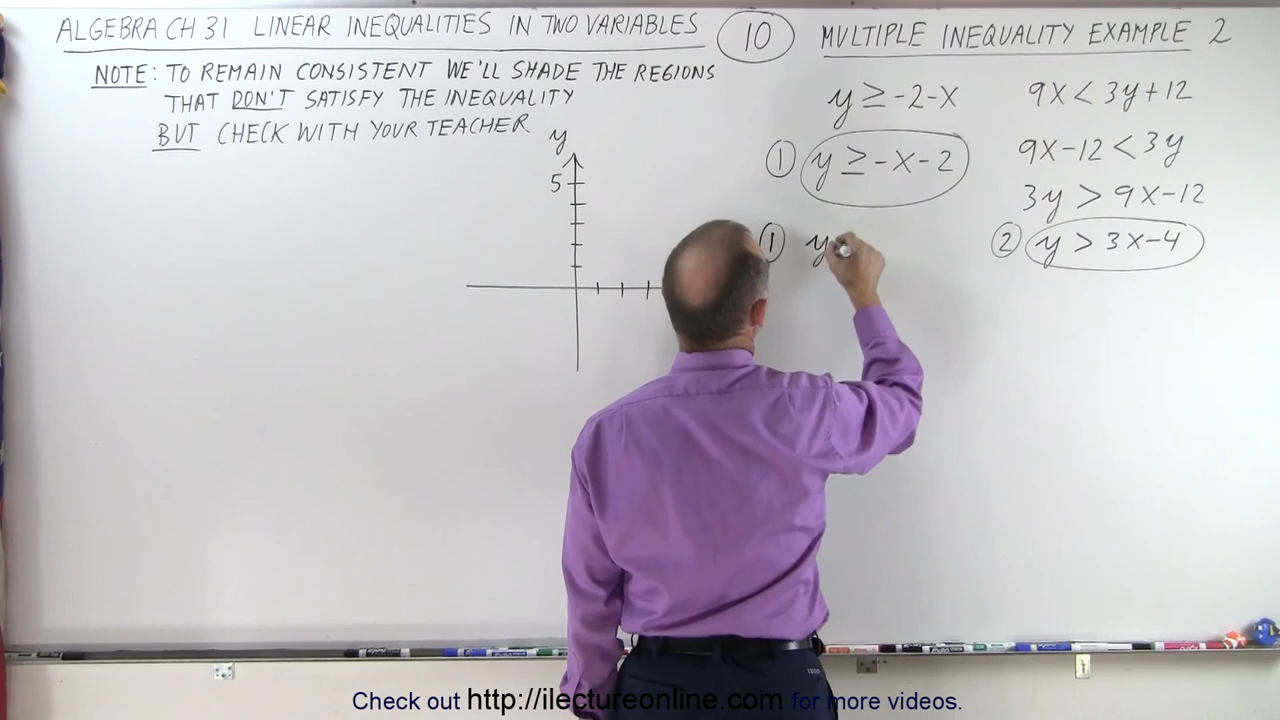 ALGEBRA CH 31 LINEAR INEQUALITIES IN TWO VARIABLES
10
MULTIPLE INEQUALITY EXAMPLE 2
NOTE: TO REMAIN CONSISTENT WE'LL SHADE THE REGIONS
THAT DON'T SATISFY THE INEQUALITY
BUT CHECK WITH YOUR TEACHER
y
5
y ≥ -2-x
① y ≥ -x-2
① y
9x < 3y+12
9x-12 < 3y
3y > 9x-12
② y > 3x-4
Check out http://ilectureonline.com for more videos.